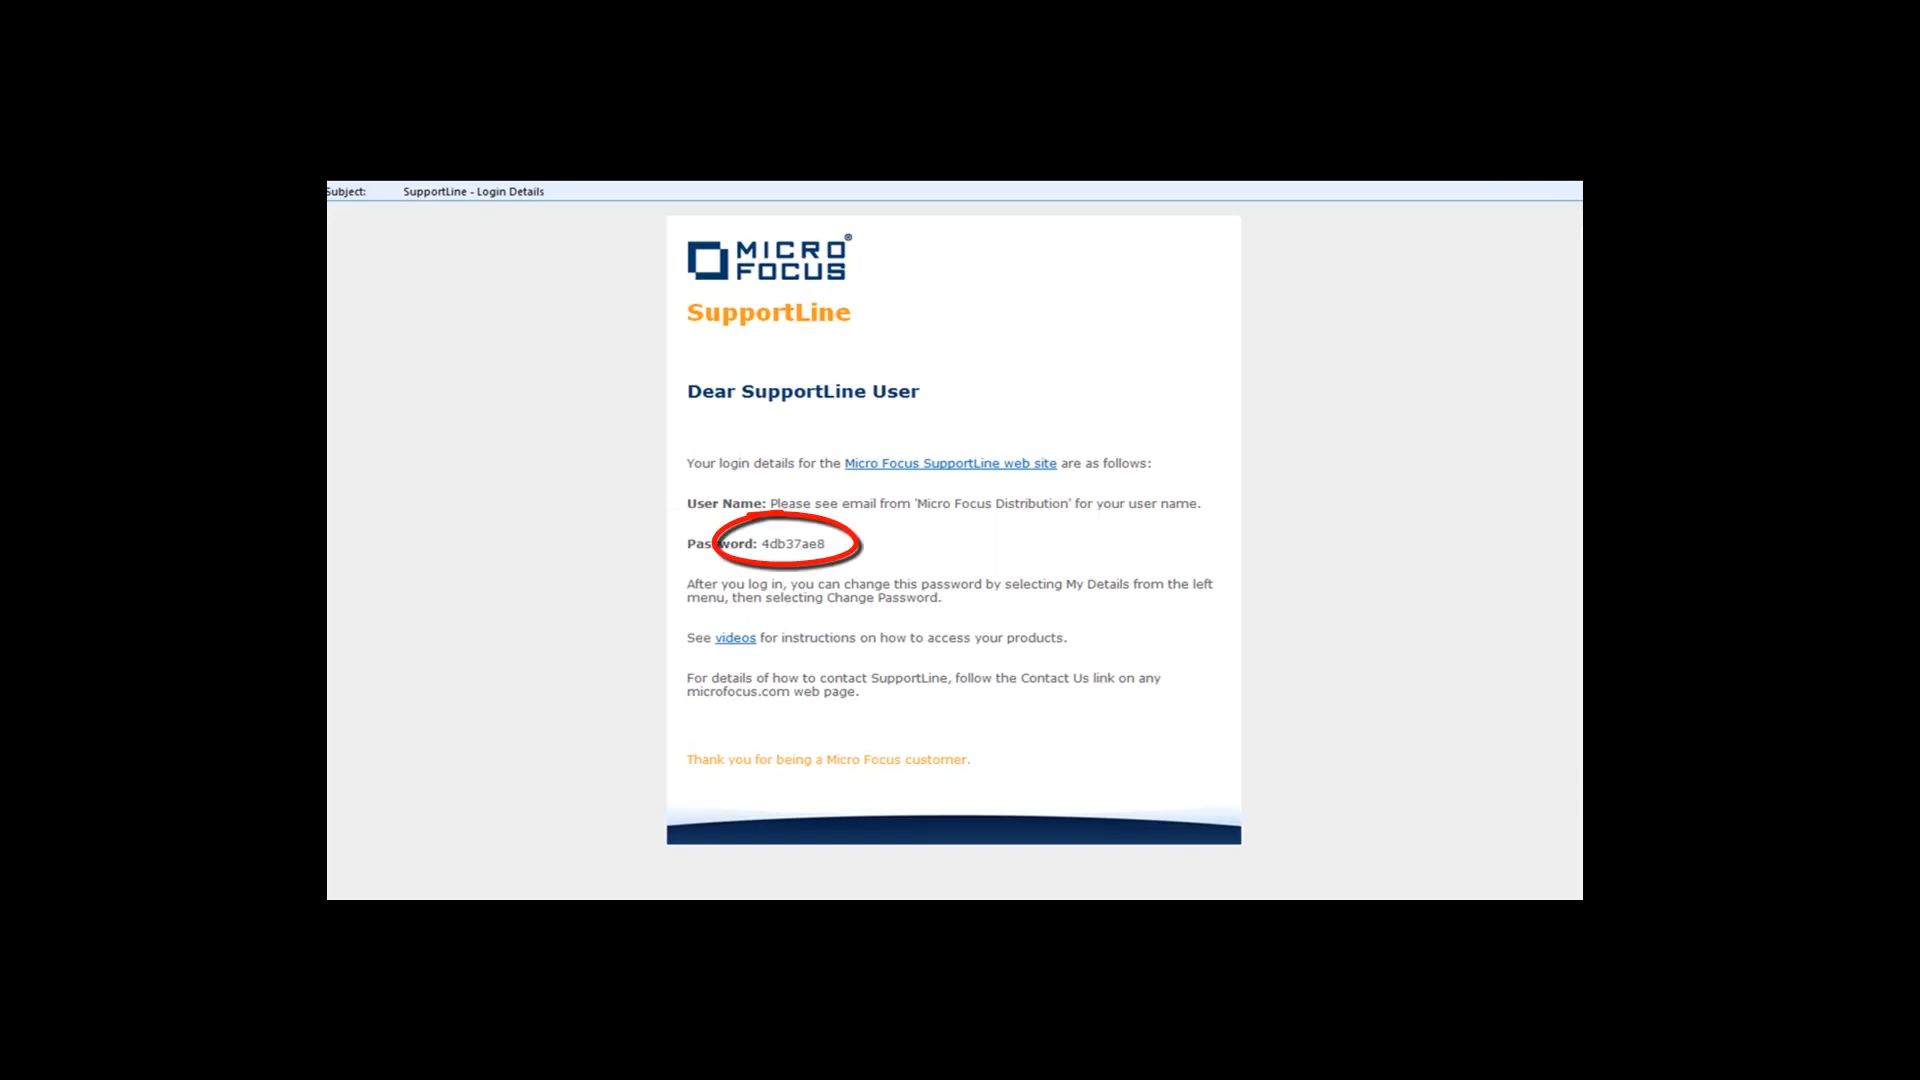 Subject: SupportLine - Login Details
MICRO
FOCUS®
SupportLine
Dear SupportLine User
Your login details for the Micro Focus SupportLine web site are as follows:
User Name: Please see email from 'Micro Focus Distribution' for your user name.
Password: 4db37ae8
After you log in, you can change this password by selecting My Details from the left
menu, then selecting Change Password.
See videos for instructions on how to access your products.
For details of how to contact SupportLine, follow the Contact Us link on any
microfocus.com web page.
Thank you for being a Micro Focus customer.